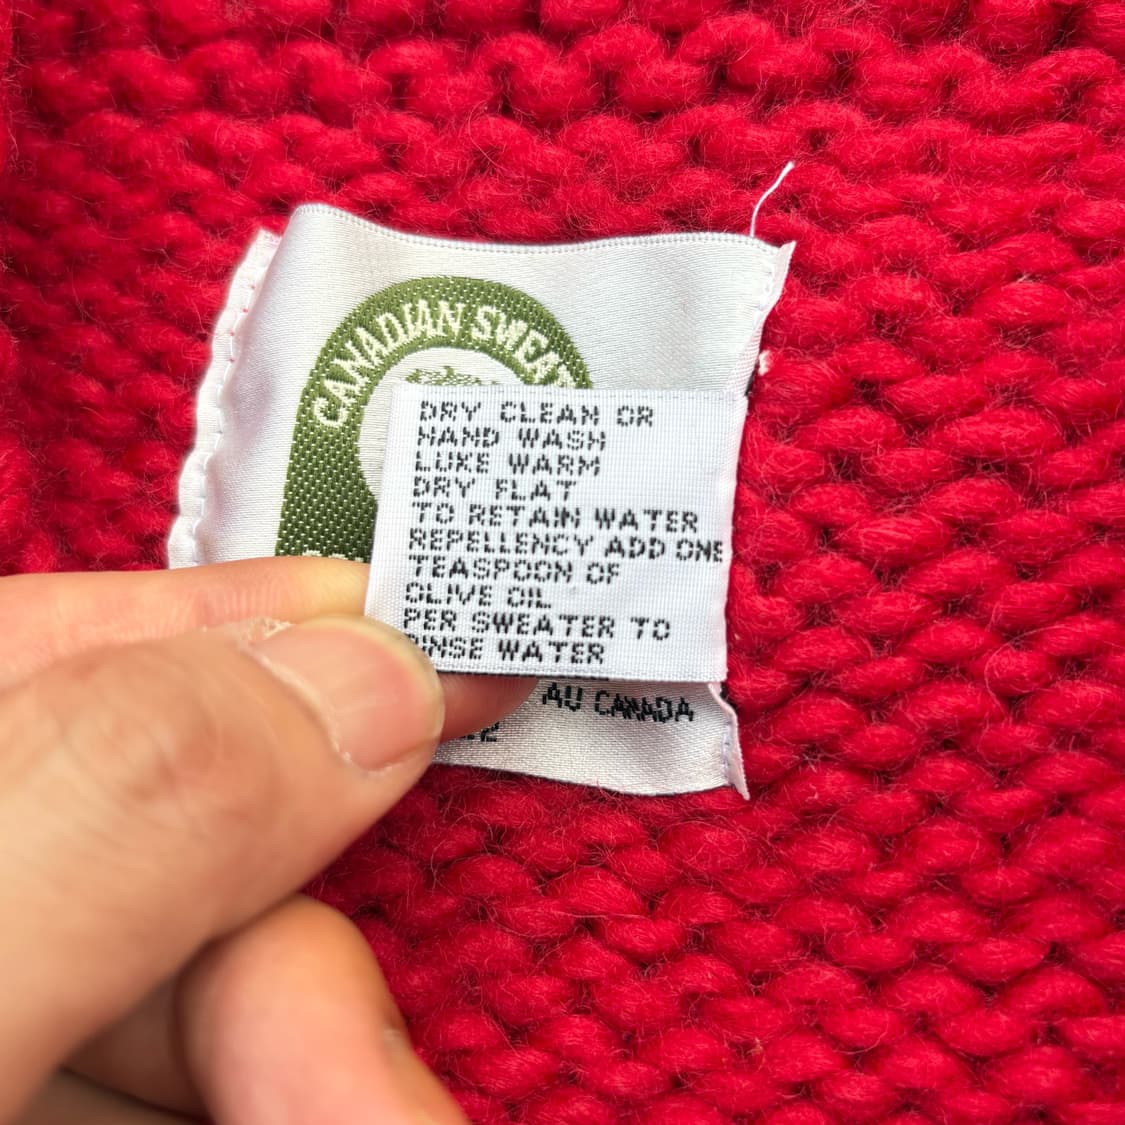 CANADIAN SWEA
DRY CLEAN OR
HAND WASH
LUKE WARM
DRY FLAT
TO RETAIN WATER
REPELLENCY ADD ONE
TEASPOON OF
OLIVE OIL
PER SWEATER TO
RINSE WATER
AU CANADA